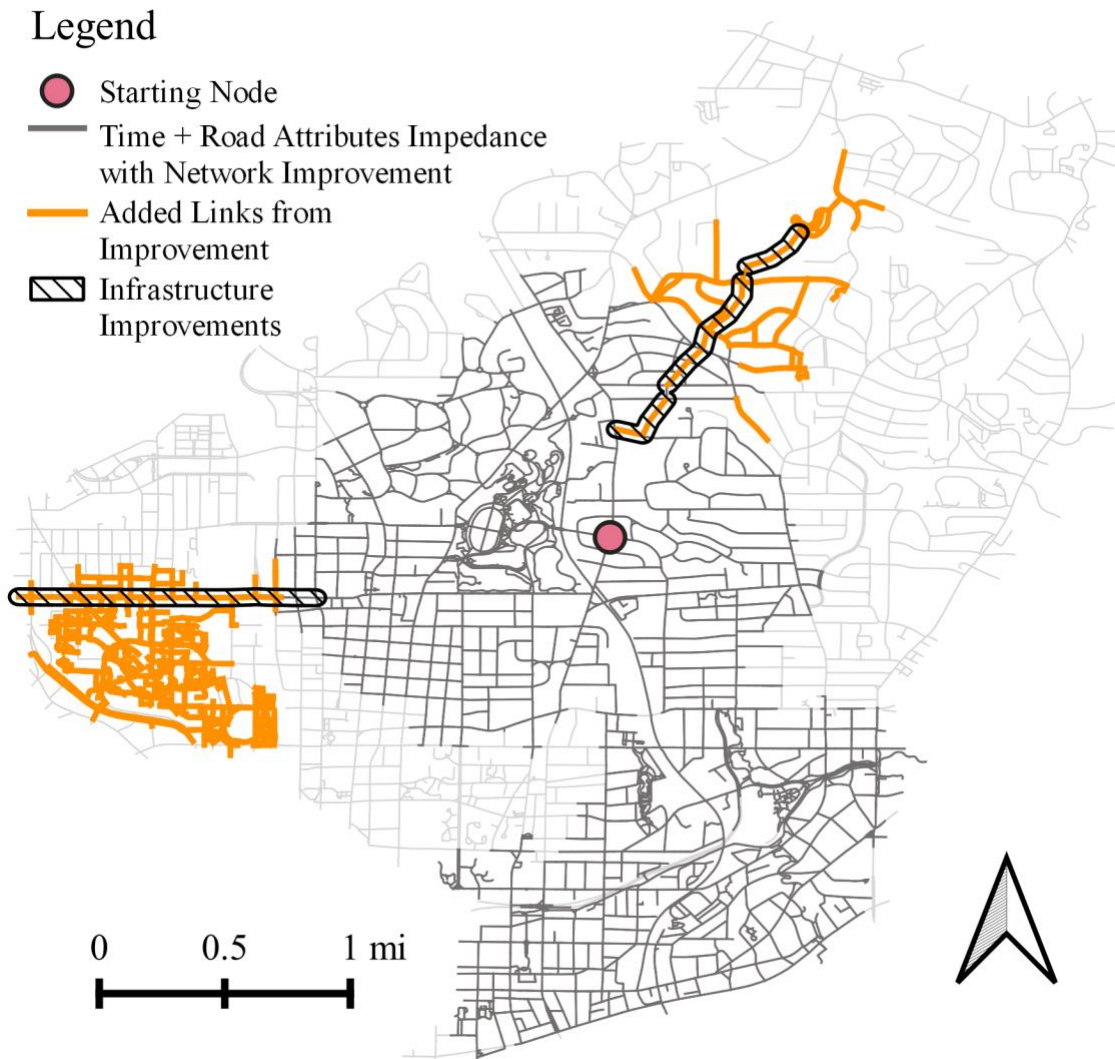 Legend
Starting Node
Time + Road Attributes Impedance
with Network Improvement
Added Links from
Improvement
Infrastructure
Improvements
0 0.5 1 mi